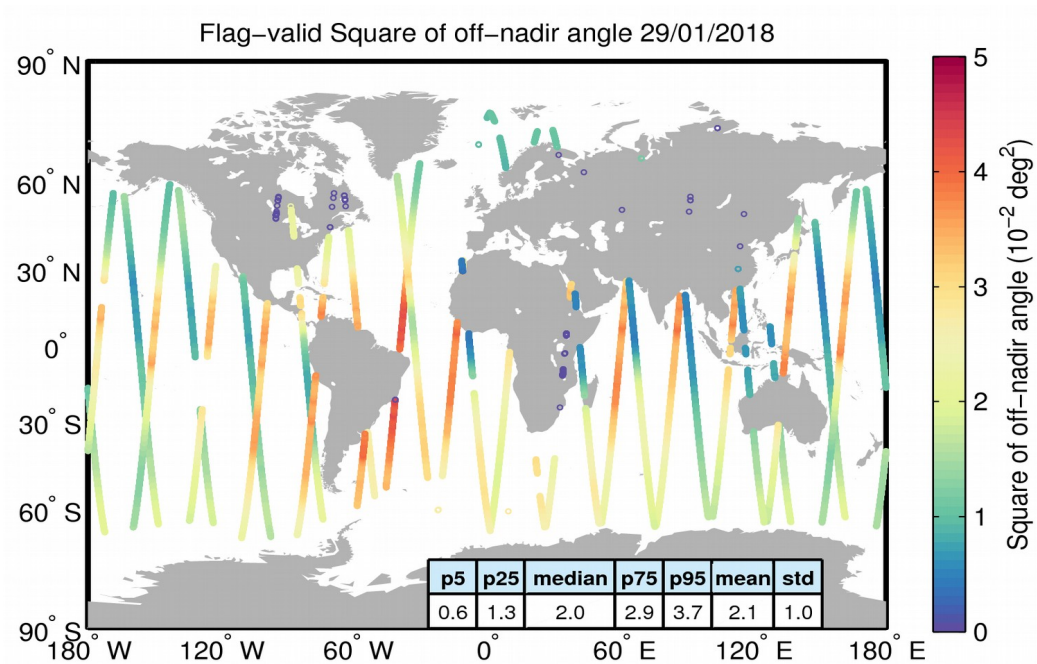 Flag−valid Square of off−nadir angle 29/01/2018
90° N
60° N
30° N
0°
30° S
60° S
90° S
180° W
120° W
60° W
0°
60° E
120° E
180° E
p5 p25 median p75 p95 mean std
0.6 1.3 2.0 2.9 3.7 2.1 1.0
5
4
3
2
1
0
Square of off−nadir angle (10⁻² deg²)